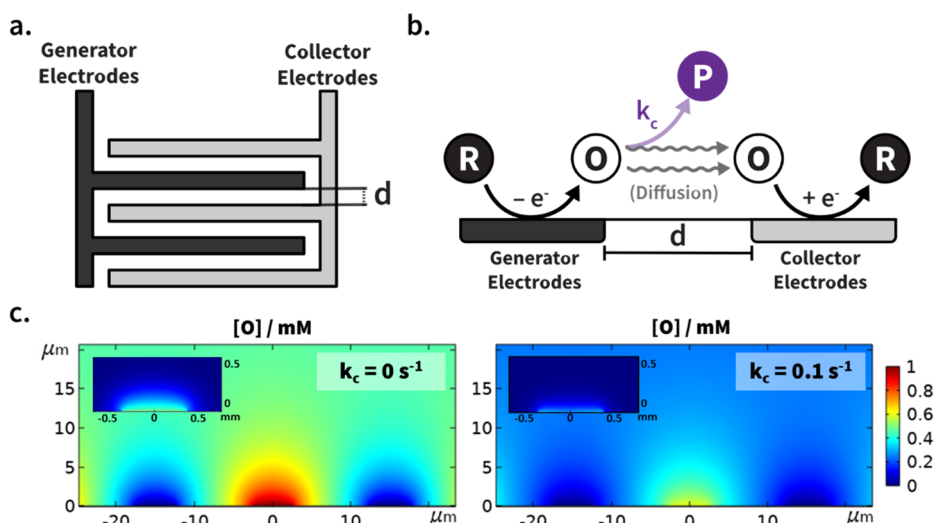 a.
Generator
Electrodes
Collector
Electrodes
d
b.
P
k_c
R
O
O
R
(Diffusion)
– e-
+ e-
d
Generator
Electrodes
Collector
Electrodes
c.
[O] / mM
μm
15
10
5
0
-20
-10
0
10
μm
0.5
0
mm
-0.5
0
0.5
k_c = 0 s⁻¹
[O] / mM
-20
-10
0
10
μm
0.5
0
mm
-0.5
0
0.5
k_c = 0.1 s⁻¹
15
10
5
0
1
0.8
0.6
0.4
0.2
0